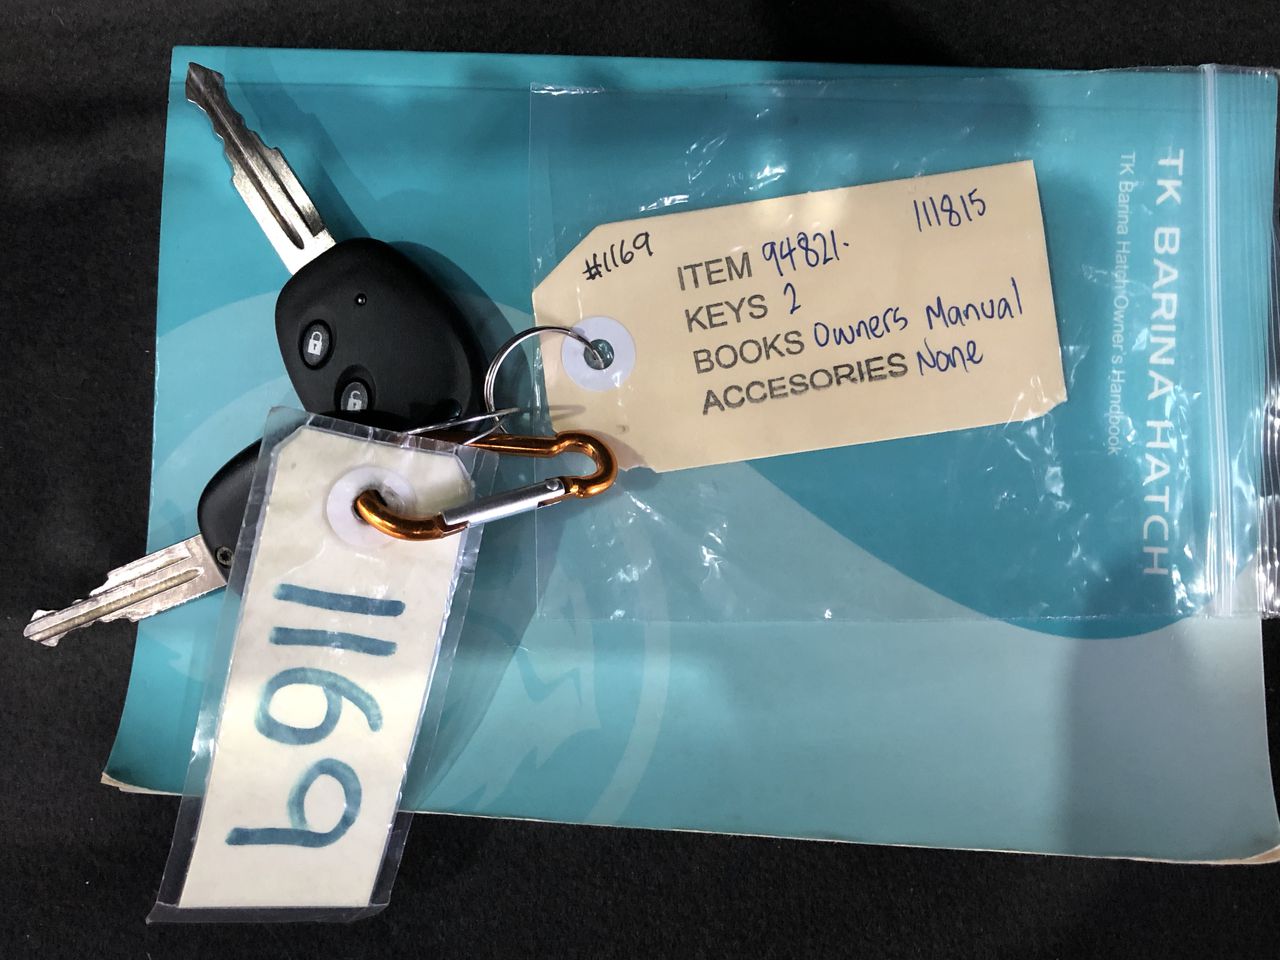 #1169
111815
ITEM 94821.
KEYS 2
BOOKS Owners Manual
ACCESORIES None
TK BARINA HATCH
TK Barina Hatch Owner's Handbook
1169